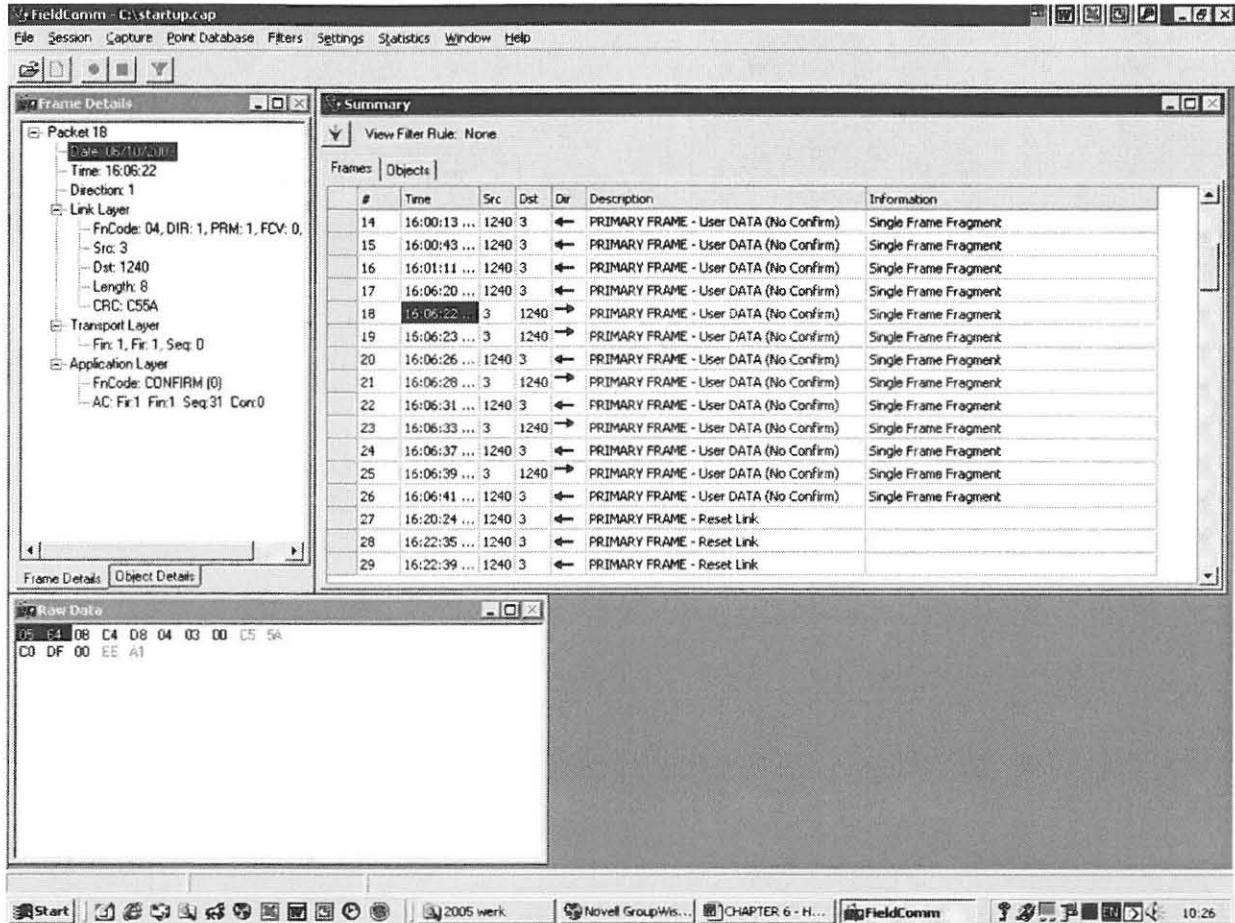 FieldComm - C:\startup.cap
File Session Capture Point Database Filters Settings Statistics Window Help
Frame Details
Packet 18
Time: 16:06:22
Direction: 1
Link Layer
FnCode: 04, DIR: 1, PRM: 1, FCV: 0,
Src: 3
Dst: 1240
Length: 8
CRC: C55A
Transport Layer
Fin: 1, Fir: 1, Seq: 0
Application Layer
FnCode: CONFIRM (0)
AC: Fir:1 Fin:1 Seq:31 Con:0
Frame Details Object Details
Summary
View Filter Rule: None
Frames Objects
# Time Src Dst Dir Description Information
14 16:00:13 ... 1240 3 PRIMARY FRAME - User DATA (No Confirm) Single Frame Fragment
15 16:00:43 ... 1240 3 PRIMARY FRAME - User DATA (No Confirm) Single Frame Fragment
16 16:01:11 ... 1240 3 PRIMARY FRAME - User DATA (No Confirm) Single Frame Fragment
17 16:06:20 ... 1240 3 PRIMARY FRAME - User DATA (No Confirm) Single Frame Fragment
18 16:06:22 ... 3 1240 PRIMARY FRAME - User DATA (No Confirm) Single Frame Fragment
19 16:06:23 ... 3 1240 PRIMARY FRAME - User DATA (No Confirm) Single Frame Fragment
20 16:06:26 ... 1240 3 PRIMARY FRAME - User DATA (No Confirm) Single Frame Fragment
21 16:06:28 ... 3 1240 PRIMARY FRAME - User DATA (No Confirm) Single Frame Fragment
22 16:06:31 ... 1240 3 PRIMARY FRAME - User DATA (No Confirm) Single Frame Fragment
23 16:06:33 ... 3 1240 PRIMARY FRAME - User DATA (No Confirm) Single Frame Fragment
24 16:06:37 ... 1240 3 PRIMARY FRAME - User DATA (No Confirm) Single Frame Fragment
25 16:06:39 ... 3 1240 PRIMARY FRAME - User DATA (No Confirm) Single Frame Fragment
26 16:06:41 ... 1240 3 PRIMARY FRAME - User DATA (No Confirm) Single Frame Fragment
27 16:20:24 ... 1240 3 PRIMARY FRAME - Reset Link
28 16:22:35 ... 1240 3 PRIMARY FRAME - Reset Link
29 16:22:39 ... 1240 3 PRIMARY FRAME - Reset Link
Raw Data
05 64 08 C4 D8 04 03 00 C5 5A
C0 DF 00 EE A1
Start 2005 werk Novell GroupWis... CHAPTER 6 - H... FieldComm EN 10:26